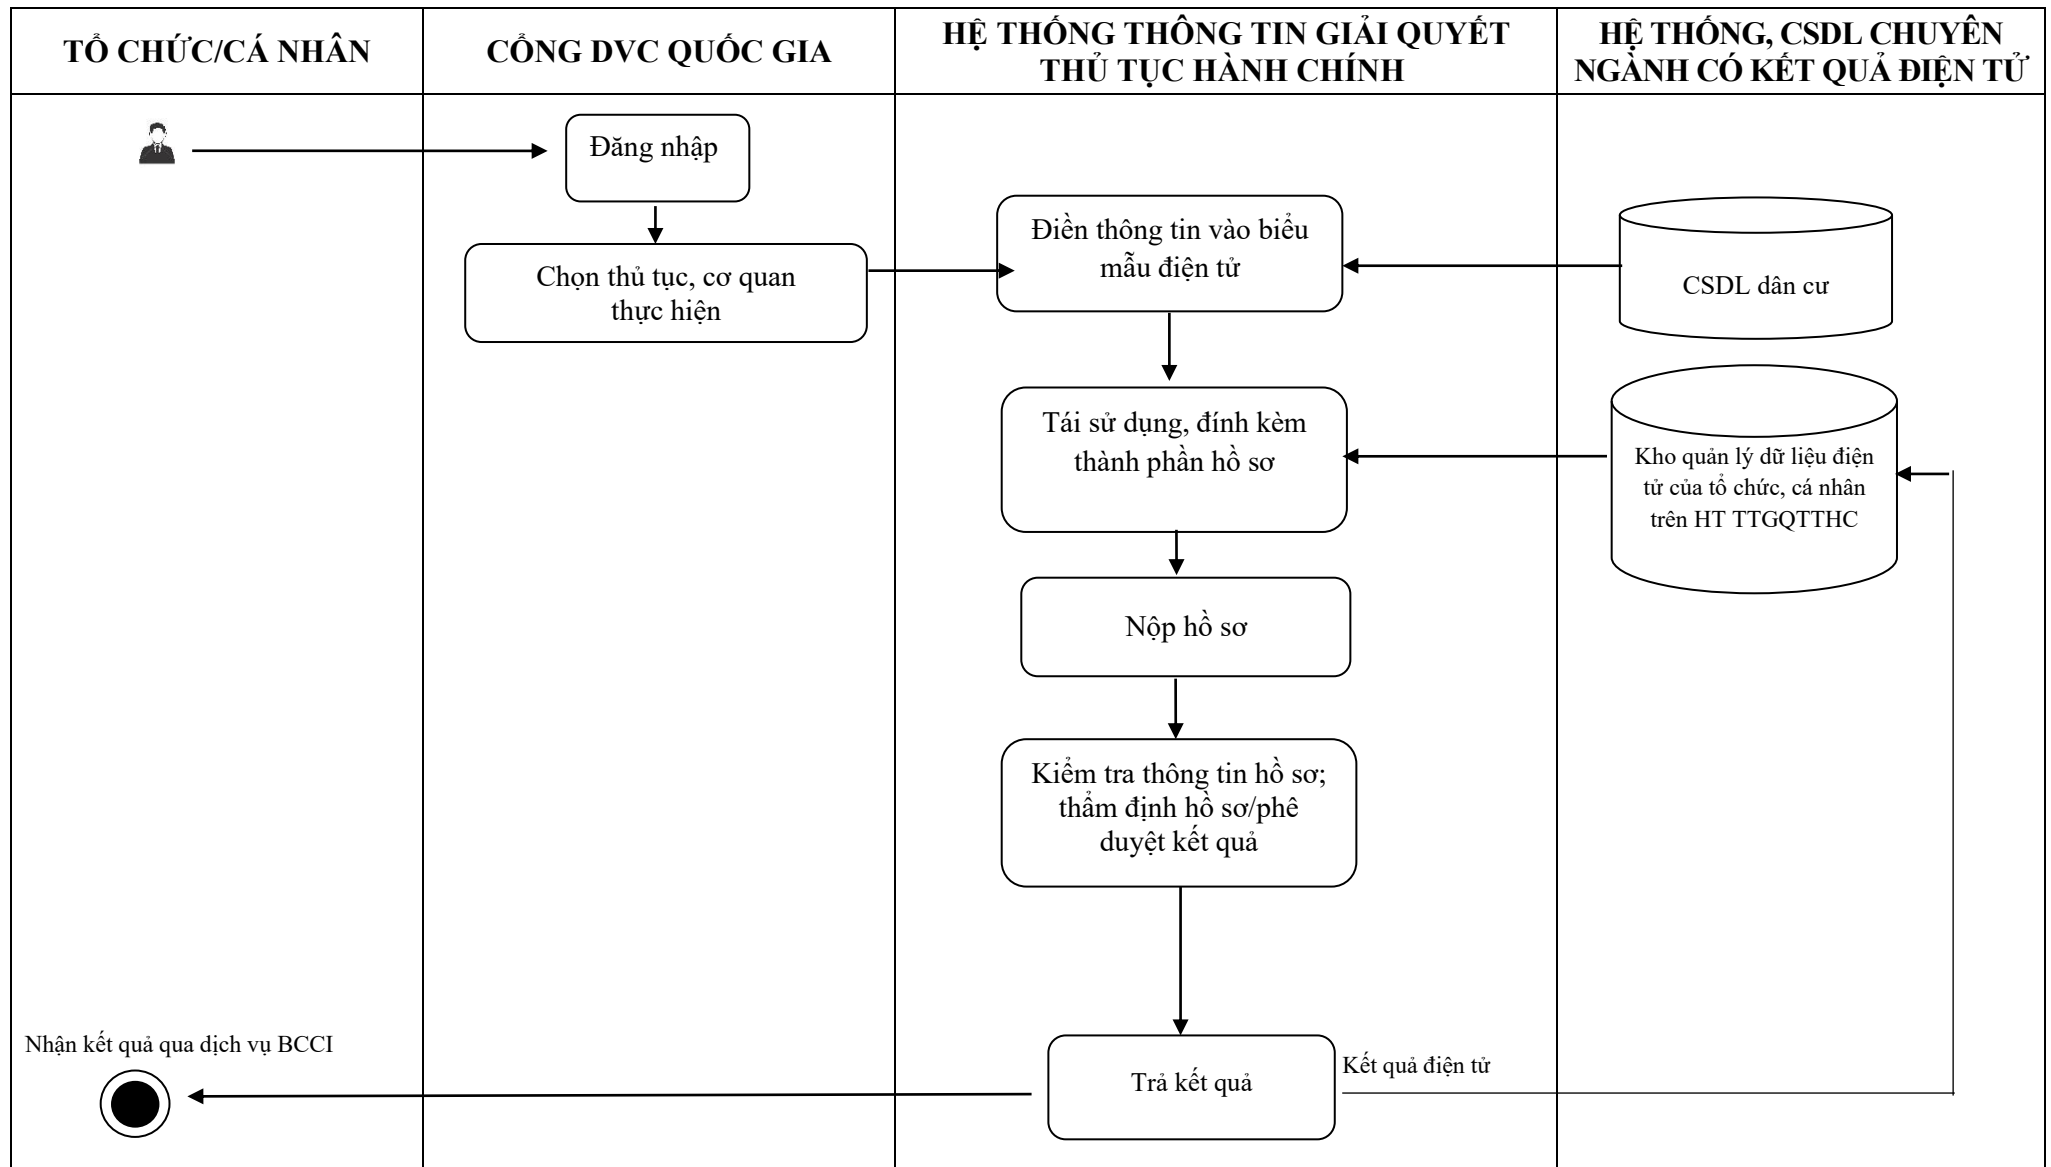 TỔ CHỨC/CÁ NHÂN
CỔNG DVC QUỐC GIA
HỆ THỐNG THÔNG TIN GIẢI QUYẾT
THỦ TỤC HÀNH CHÍNH
HỆ THỐNG, CSDL CHUYÊN
NGÀNH CÓ KẾT QUẢ ĐIỆN TỬ
Đăng nhập
Chọn thủ tục, cơ quan
thực hiện
Điền thông tin vào biểu
mẫu điện tử
CSDL dân cư
Tái sử dụng, đính kèm
thành phần hồ sơ
Kho quản lý dữ liệu điện
tử của tổ chức, cá nhân
trên HT TTGQTTHC
Nộp hồ sơ
Kiểm tra thông tin hồ sơ;
thẩm định hồ sơ/phê
duyệt kết quả
Nhận kết quả qua dịch vụ BCCI
Trả kết quả
Kết quả điện tử